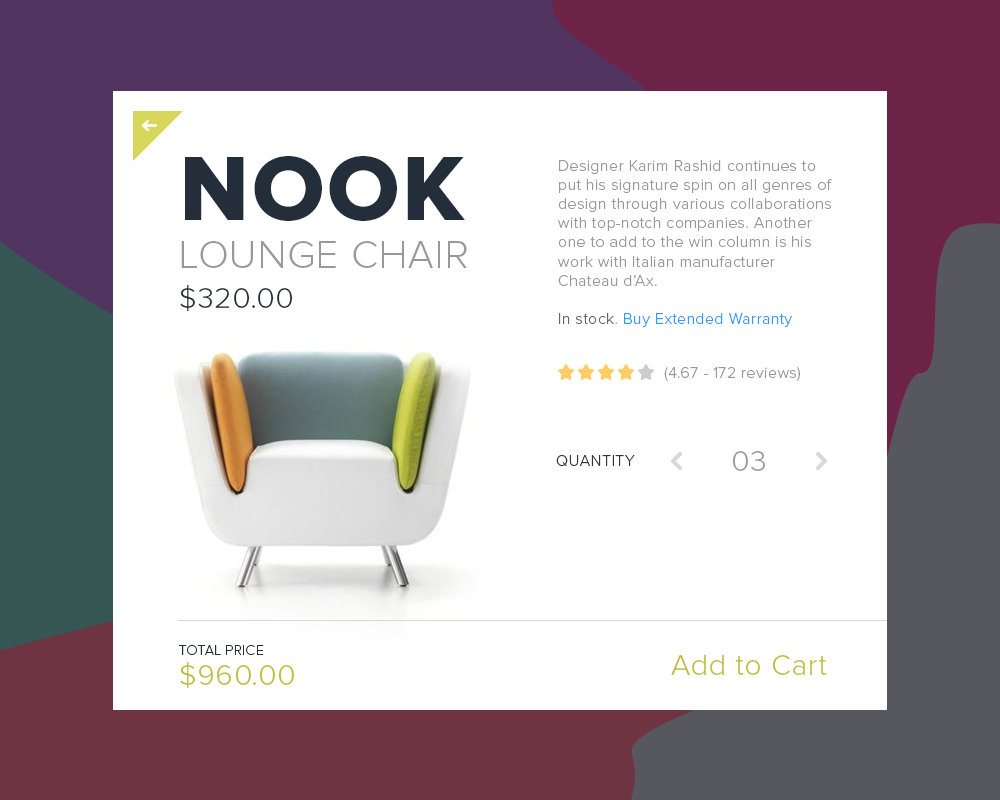 NOOK
LOUNGE CHAIR
$320.00
Designer Karim Rashid continues to
put his signature spin on all genres of
design through various collaborations
with top-notch companies. Another
one to add to the win column is his
work with Italian manufacturer
Chateau d'Ax.
In stock. Buy Extended Warranty
(4.67 - 172 reviews)
QUANTITY 03
TOTAL PRICE
$960.00
Add to Cart